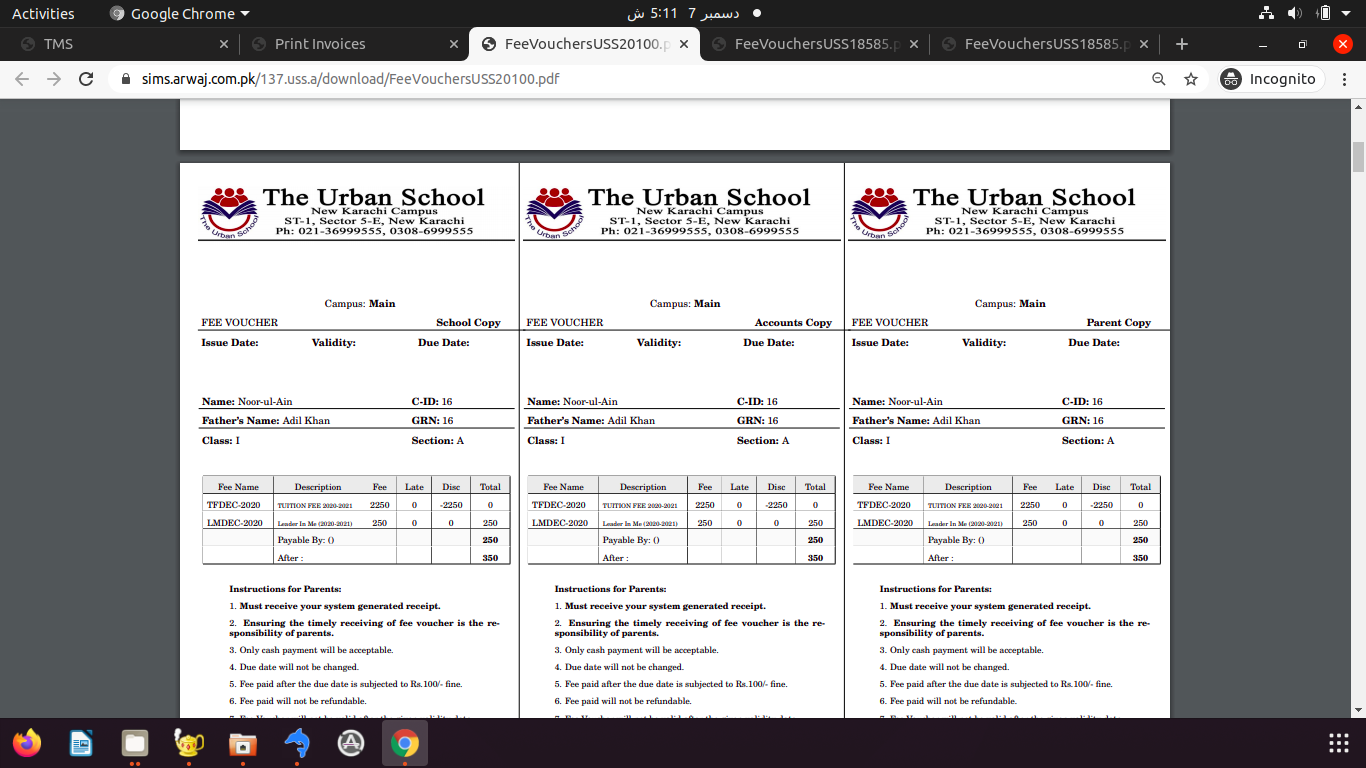 Activities
Google Chrome
دسمبر 7  5:11 ش
TMS
Print Invoices
FeeVouchersUSS20100.p
FeeVouchersUSS18585.p
FeeVouchersUSS18585.p
sims.arwaj.com.pk/137.uss.a/download/FeeVouchersUSS20100.pdf
Incognito
The Urban School
New Karachi Campus
ST-1, Sector 5-E, New Karachi
Ph: 021-36999555, 0308-6999555
The Urban School
Campus: Main
FEE VOUCHER School Copy
Issue Date: Validity: Due Date:
Name: Noor-ul-Ain C-ID: 16
Father's Name: Adil Khan GRN: 16
Class: I Section: A
Fee Name Description Fee Late Disc Total
TFDEC-2020 TUITION FEE 2020-2021 2250 0 -2250 0
LMDEC-2020 Leader In Me (2020-2021) 250 0 0 250
Payable By: () 250
After : 350
Instructions for Parents:
1. Must receive your system generated receipt.
2. Ensuring the timely receiving of fee voucher is the re-
sponsibility of parents.
3. Only cash payment will be acceptable.
4. Due date will not be changed.
5. Fee paid after the due date is subjected to Rs.100/- fine.
6. Fee paid will not be refundable.
The Urban School
New Karachi Campus
ST-1, Sector 5-E, New Karachi
Ph: 021-36999555, 0308-6999555
The Urban School
Campus: Main
FEE VOUCHER Accounts Copy
Issue Date: Validity: Due Date:
Name: Noor-ul-Ain C-ID: 16
Father's Name: Adil Khan GRN: 16
Class: I Section: A
Fee Name Description Fee Late Disc Total
TFDEC-2020 TUITION FEE 2020-2021 2250 0 -2250 0
LMDEC-2020 Leader In Me (2020-2021) 250 0 0 250
Payable By: () 250
After : 350
Instructions for Parents:
1. Must receive your system generated receipt.
2. Ensuring the timely receiving of fee voucher is the re-
sponsibility of parents.
3. Only cash payment will be acceptable.
4. Due date will not be changed.
5. Fee paid after the due date is subjected to Rs.100/- fine.
6. Fee paid will not be refundable.
The Urban School
New Karachi Campus
ST-1, Sector 5-E, New Karachi
Ph: 021-36999555, 0308-6999555
The Urban School
Campus: Main
FEE VOUCHER Parent Copy
Issue Date: Validity: Due Date:
Name: Noor-ul-Ain C-ID: 16
Father's Name: Adil Khan GRN: 16
Class: I Section: A
Fee Name Description Fee Late Disc Total
TFDEC-2020 TUITION FEE 2020-2021 2250 0 -2250 0
LMDEC-2020 Leader In Me (2020-2021) 250 0 0 250
Payable By: () 250
After : 350
Instructions for Parents:
1. Must receive your system generated receipt.
2. Ensuring the timely receiving of fee voucher is the re-
sponsibility of parents.
3. Only cash payment will be acceptable.
4. Due date will not be changed.
5. Fee paid after the due date is subjected to Rs.100/- fine.
6. Fee paid will not be refundable.